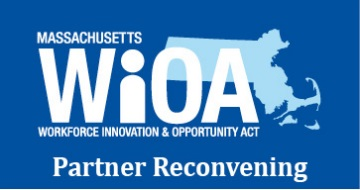 MASSACHUSETTS
WiOA
WORKFORCE INNOVATION & OPPORTUNITY ACT
Partner Reconvening